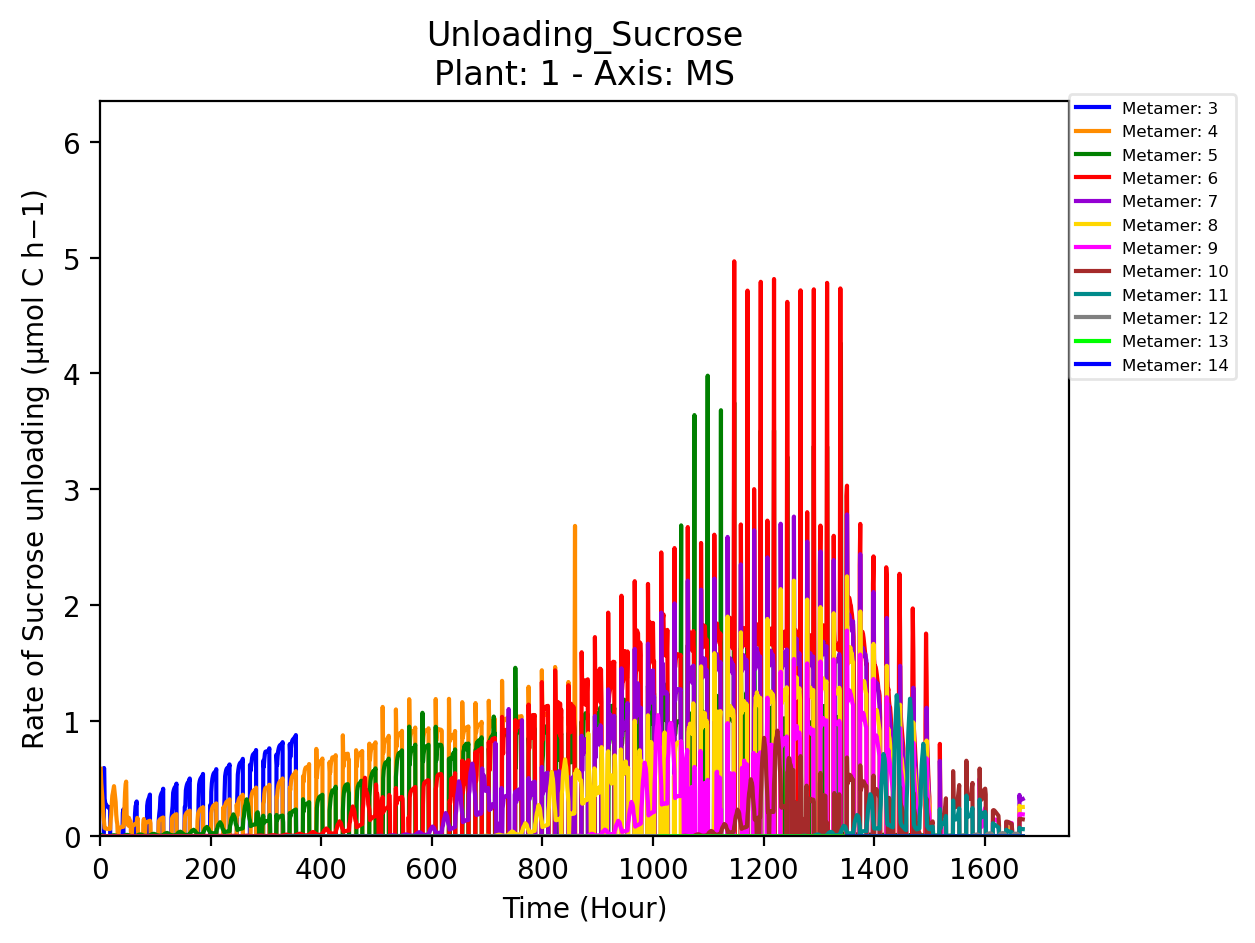 Unloading_Sucrose
Plant: 1 - Axis: MS
Rate of Sucrose unloading (µmol C h−1)
6
5
4
3
2
1
0
0 200 400 600 800 1000 1200 1400 1600
Time (Hour)
Metamer: 3
Metamer: 4
Metamer: 5
Metamer: 6
Metamer: 7
Metamer: 8
Metamer: 9
Metamer: 10
Metamer: 11
Metamer: 12
Metamer: 13
Metamer: 14